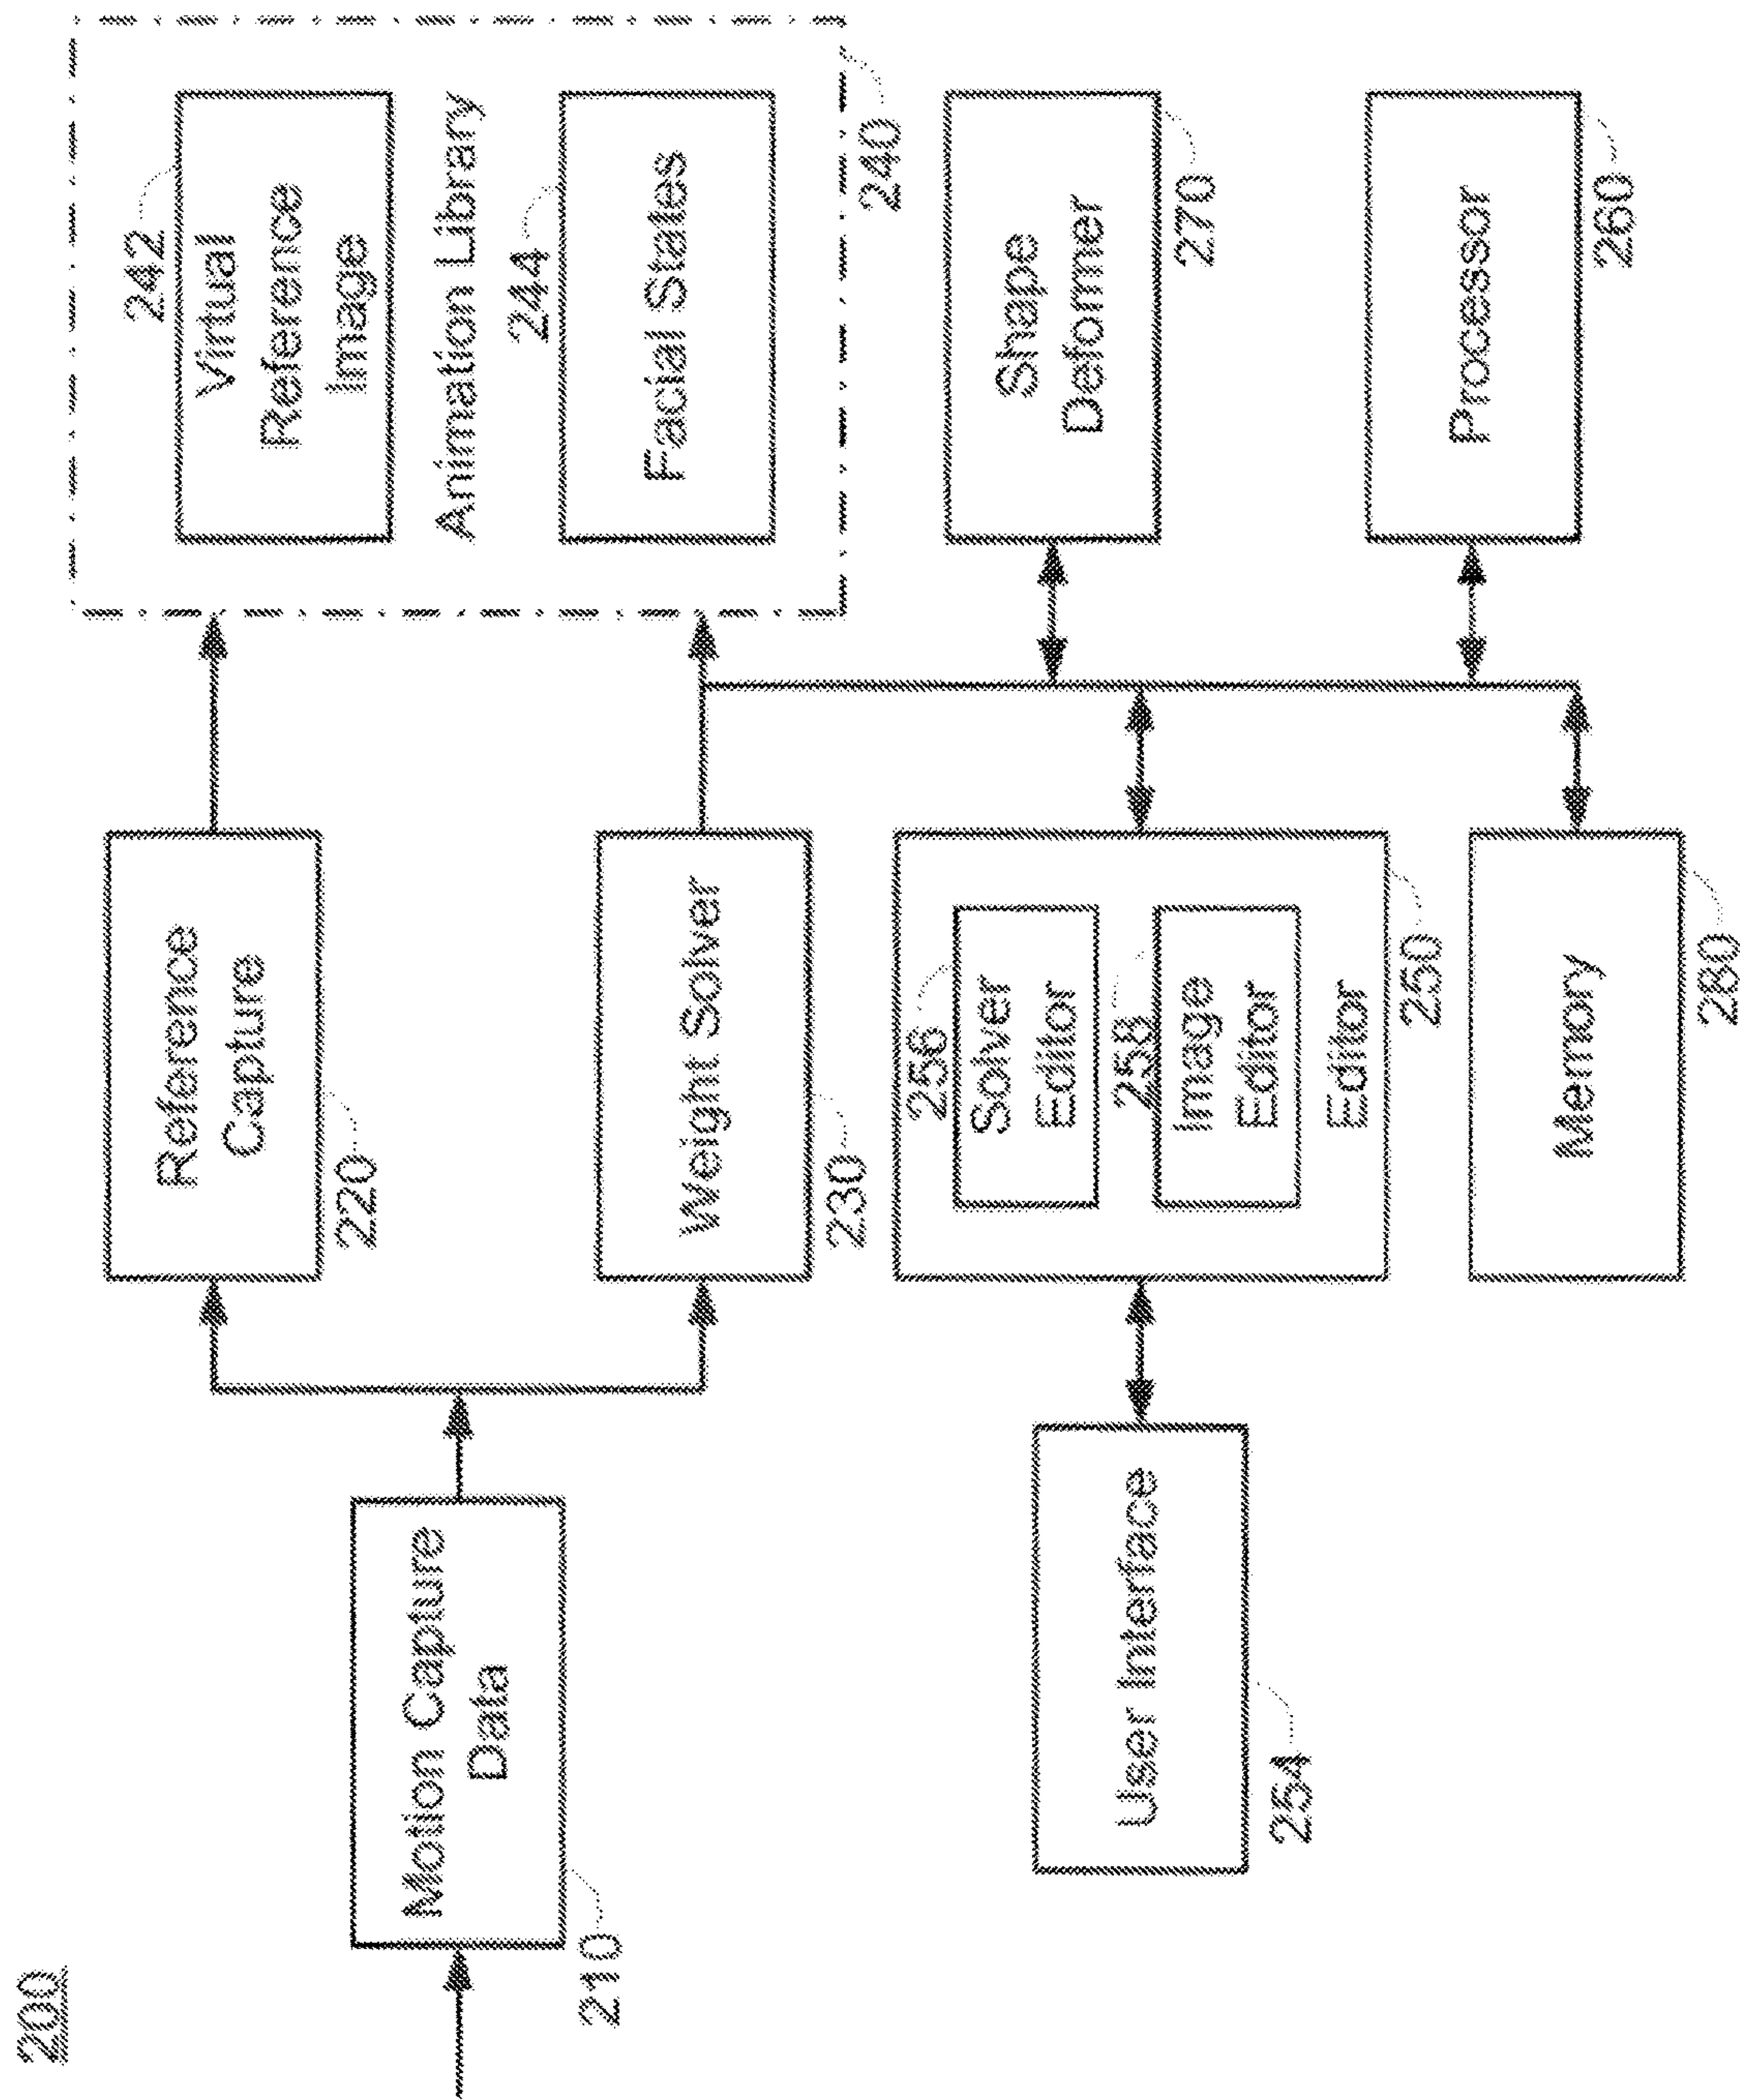 200
Motion Capture
Data
210
Reference
Capture
220
Weight Solver
230
242
Virtual
Reference
Image
Animation Library
244
Facial States
240
User Interface
254
256
Solver
Editor
258
Image
Editor
Editor
250
Memory
280
Shape
Deformer
270
Processor
260